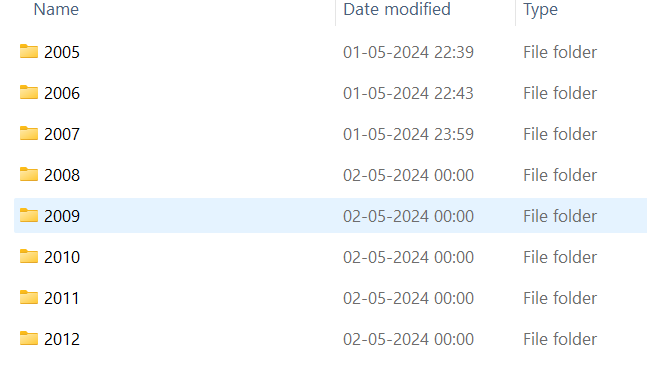 Name Date modified Type
2005 01-05-2024 22:39 File folder
2006 01-05-2024 22:43 File folder
2007 01-05-2024 23:59 File folder
2008 02-05-2024 00:00 File folder
2009 02-05-2024 00:00 File folder
2010 02-05-2024 00:00 File folder
2011 02-05-2024 00:00 File folder
2012 02-05-2024 00:00 File folder